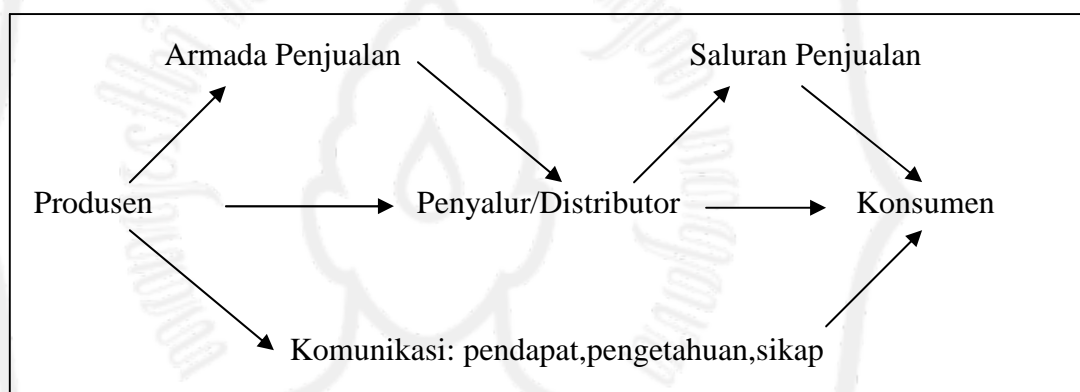 Armada Penjualan Saluran Penjualan
Produsen Penyalur/Distributor Konsumen
Komunikasi: pendapat,pengetahuan,sikap